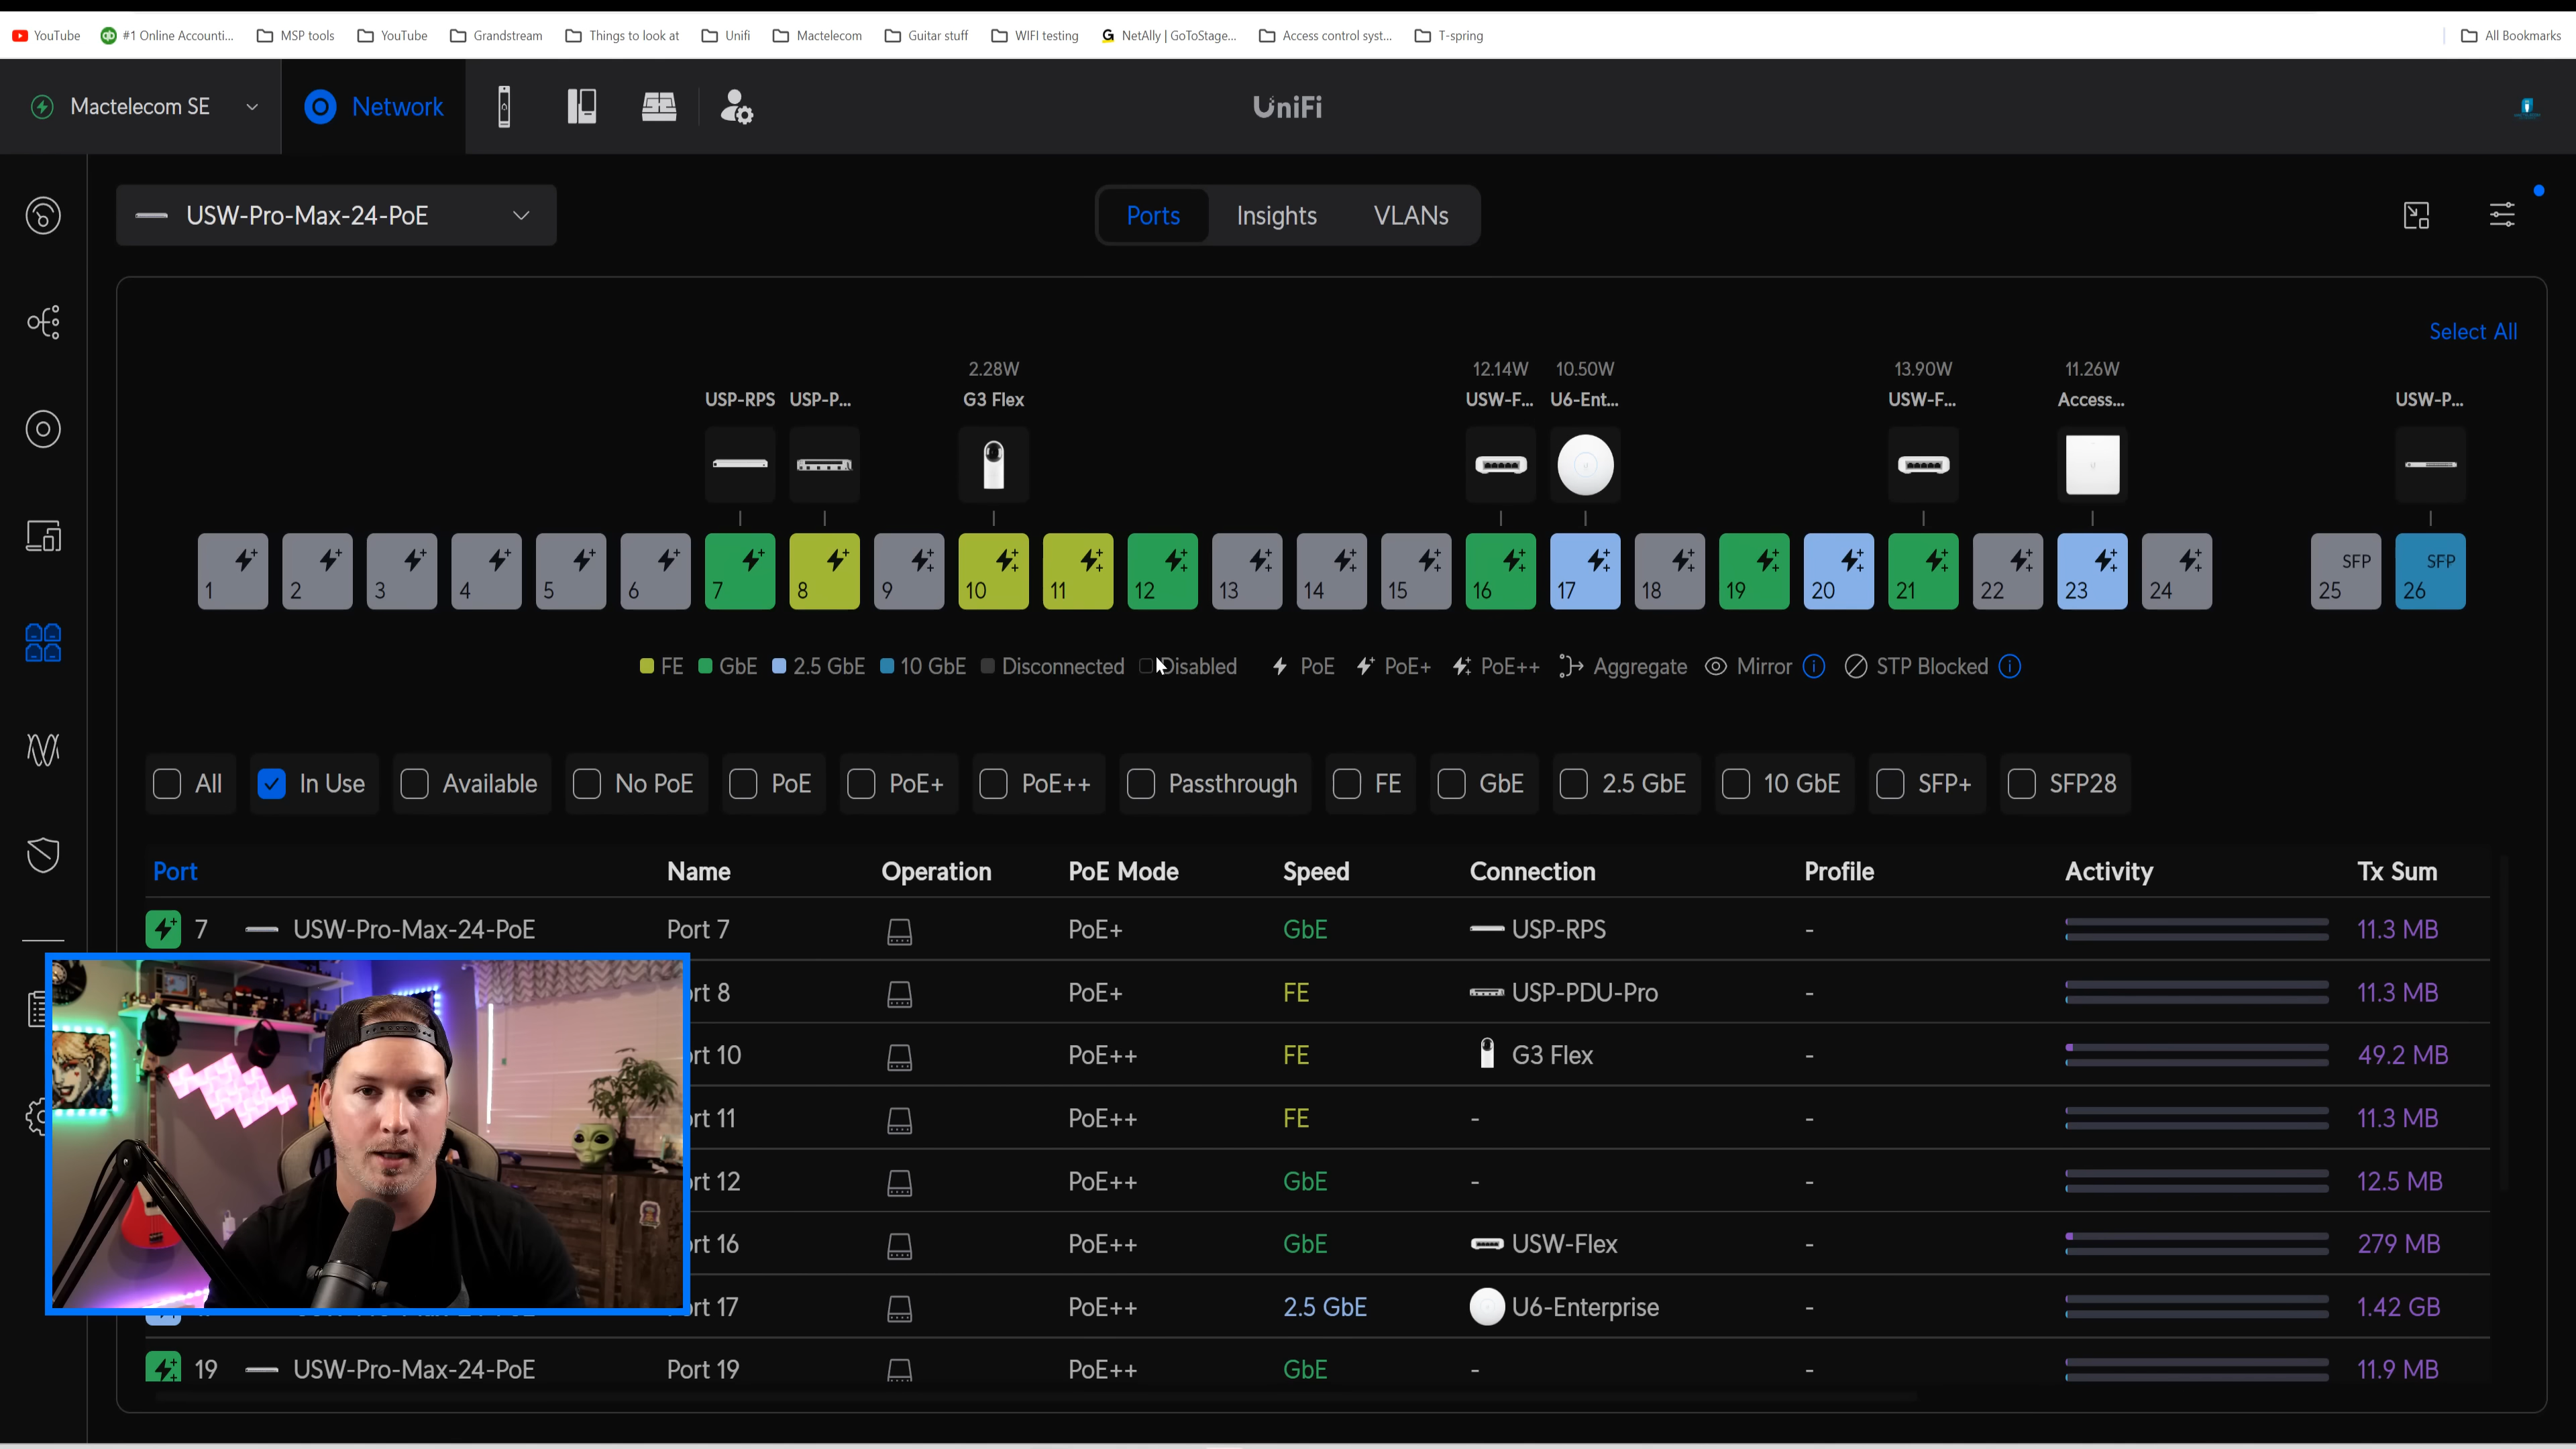 YouTube #1 Online Accounti... MSP tools YouTube Grandstream Things to look at Unifi Mactelecom Guitar stuff WIFI testing NetAlly | GoToStage... Access control syst... T-spring All Bookmarks
Mactelecom SE Network UniFi
USW-Pro-Max-24-PoE Ports Insights VLANs
Select All
2.28W 12.14W 10.50W 13.90W 11.26W
USP-RPS USP-P... G3 Flex USW-F... U6-Ent... USW-F... Access... USW-P...
SFP SFP
1 2 3 4 5 6 7 8 9 10 11 12 13 14 15 16 17 18 19 20 21 22 23 24 25 26
FE GbE 2.5 GbE 10 GbE Disconnected Disabled PoE PoE+ PoE++ Aggregate Mirror STP Blocked
All In Use Available No PoE PoE PoE+ PoE++ Passthrough FE GbE 2.5 GbE 10 GbE SFP+ SFP28
Port Name Operation PoE Mode Speed Connection Profile Activity Tx Sum
7 USW-Pro-Max-24-PoE Port 7 PoE+ GbE USP-RPS - 11.3 MB
rt 8 PoE+ FE USP-PDU-Pro - 11.3 MB
rt 10 PoE++ FE G3 Flex - 49.2 MB
rt 11 PoE++ FE - - 11.3 MB
rt 12 PoE++ GbE - - 12.5 MB
rt 16 PoE++ GbE USW-Flex - 279 MB
rt 17 PoE++ 2.5 GbE U6-Enterprise - 1.42 GB
19 USW-Pro-Max-24-PoE Port 19 PoE++ GbE - - 11.9 MB